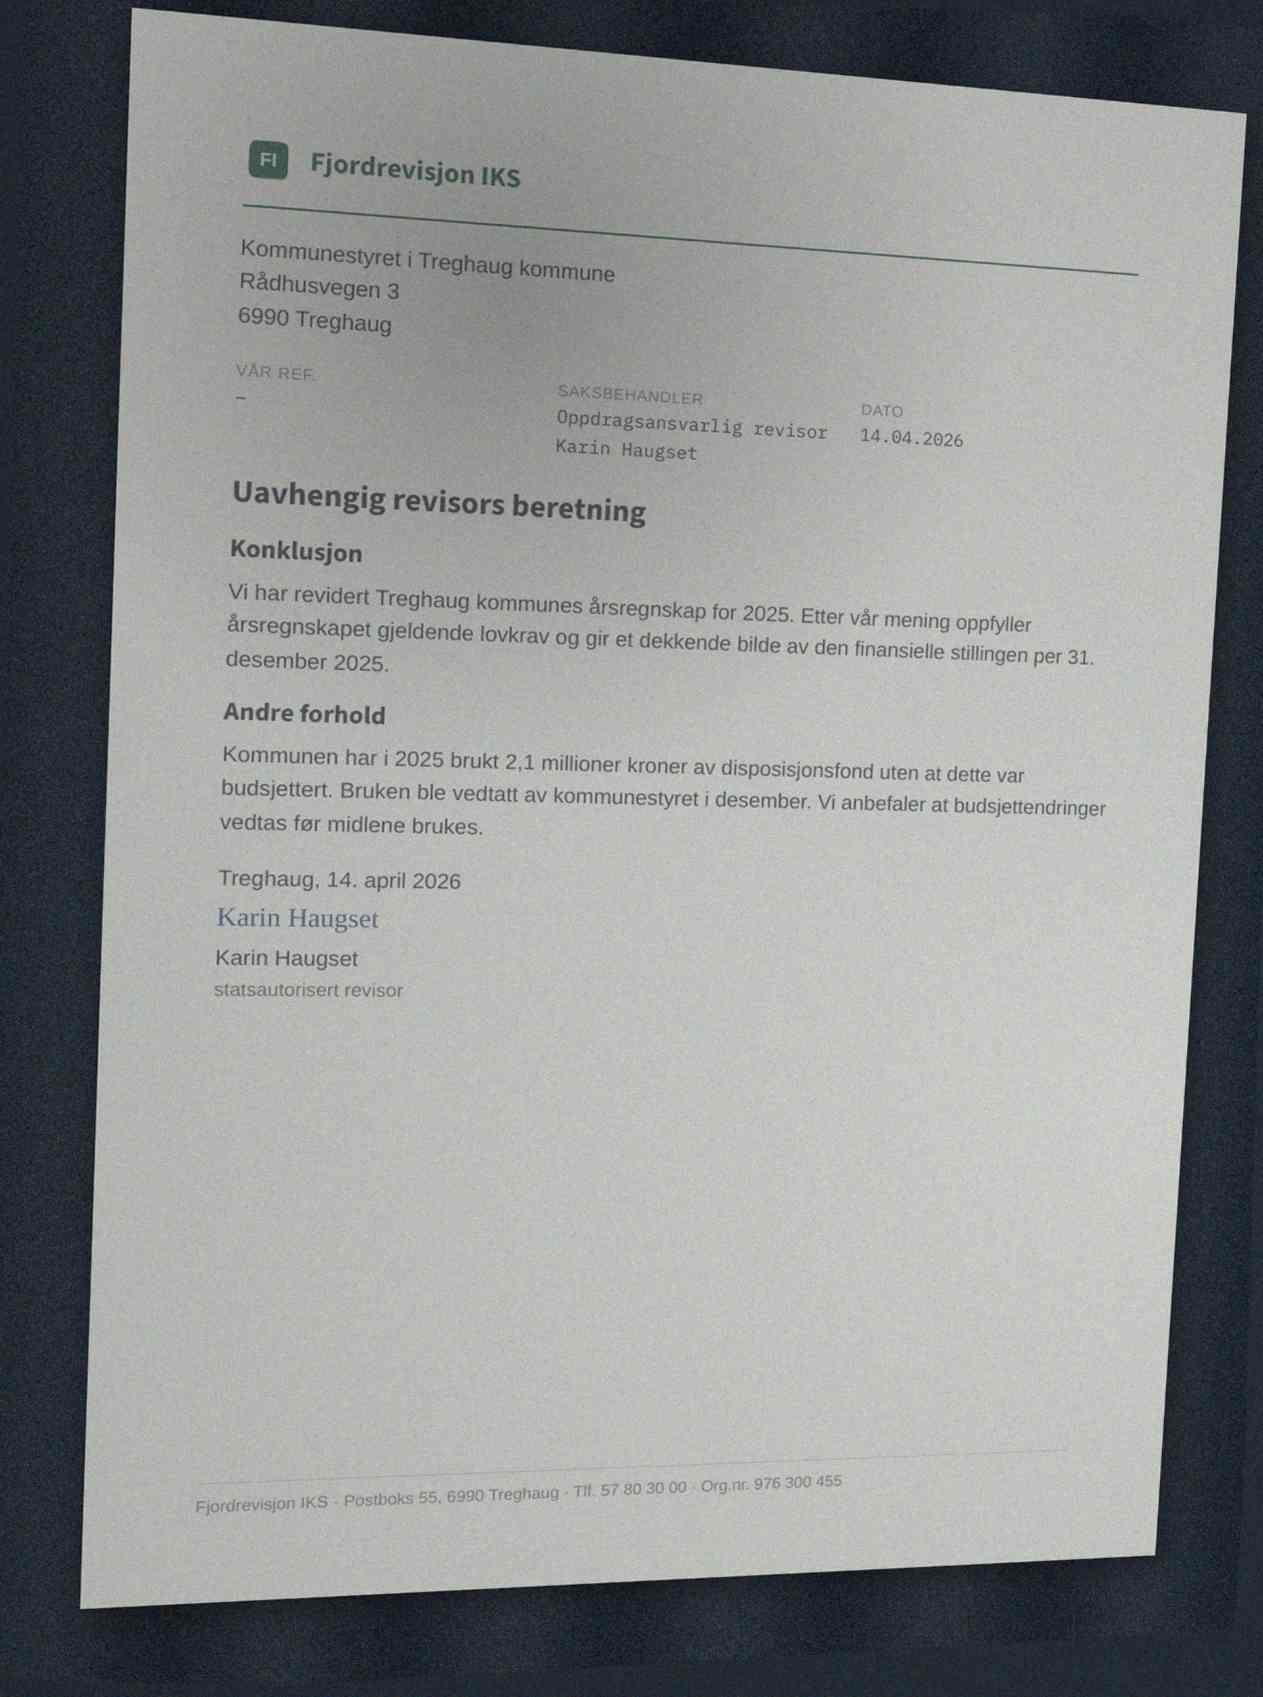 FI Fjordrevisjon IKS
Kommunestyret i Treghaug kommune
Rådhusvegen 3
6990 Treghaug
VÅR REF.
–
SAKSBEHANDLER
Oppdragsansvarlig revisor
Karin Haugset
DATO
14.04.2026
Uavhengig revisors beretning
Konklusjon
Vi har revidert Treghaug kommunes årsregnskap for 2025. Etter vår mening oppfyller
årsregnskapet gjeldende lovkrav og gir et dekkende bilde av den finansielle stillingen per 31.
desember 2025.
Andre forhold
Kommunen har i 2025 brukt 2,1 millioner kroner av disposisjonsfond uten at dette var
budsjettert. Bruken ble vedtatt av kommunestyret i desember. Vi anbefaler at budsjettendringer
vedtas før midlene brukes.
Treghaug, 14. april 2026
Karin Haugset
Karin Haugset
statsautorisert revisor
Fjordrevisjon IKS · Postboks 55, 6990 Treghaug · Tlf. 57 80 30 00 · Org.nr. 976 300 455